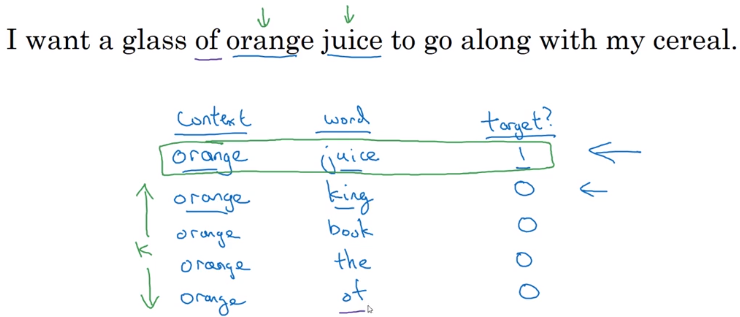 I want a glass of orange juice to go along with my cereal.
Context word target?
orange juice 1
orange king 0
orange book 0
K
orange the 0
orange of 0